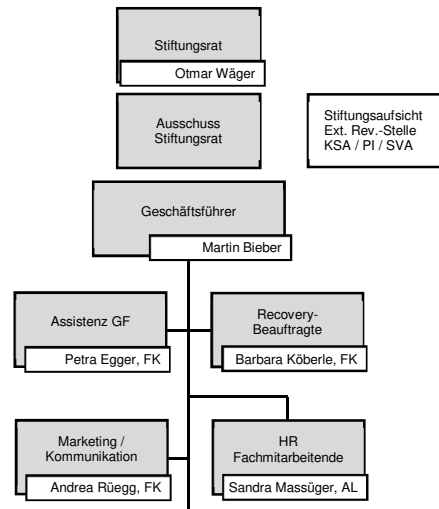 Stiftungsrat
Otmar Wäger
Ausschuss
Stiftungsrat
Stiftungsaufsicht
Ext. Rev.-Stelle
KSA / PI / SVA
Geschäftsführer
Martin Bieber
Assistenz GF
Petra Egger, FK
Recovery-
Beauftragte
Barbara Köberle, FK
Marketing /
Kommunikation
Andrea Rüegg, FK
HR
Fachmitarbeitende
Sandra Massüger, AL